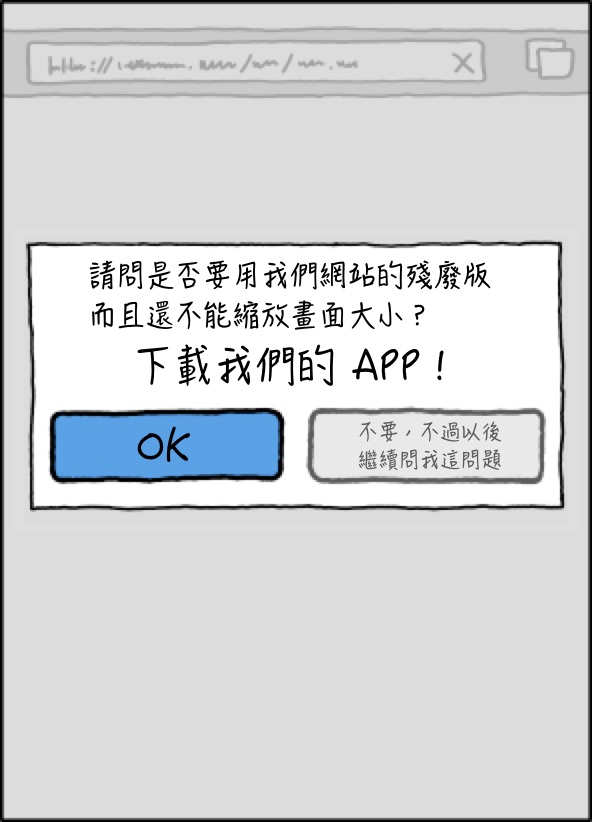 請問是否要用我們網站的殘廢版
而且還不能縮放畫面大小？
下載我們的 APP！
OK
不要，不過以後
繼續問我這問題